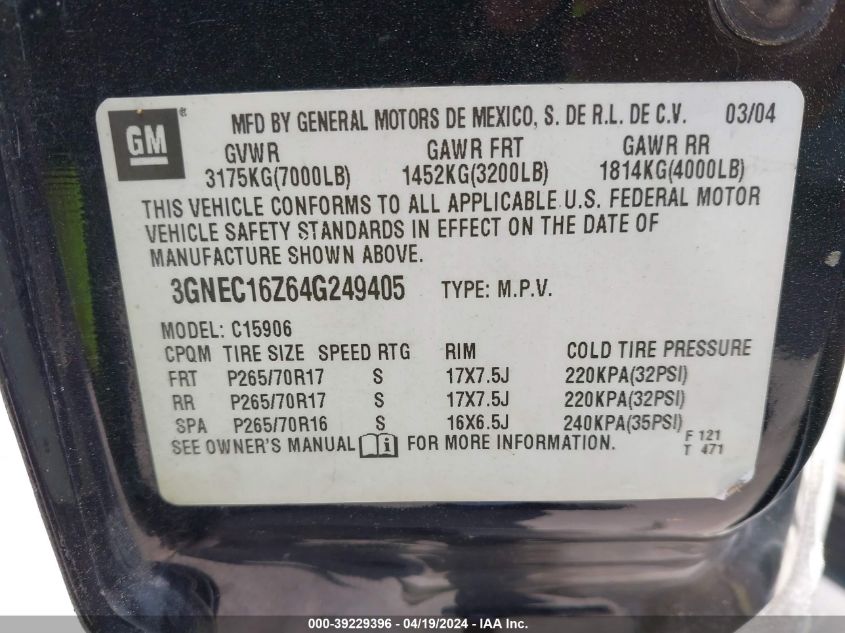 GM ® MFD BY GENERAL MOTORS DE MEXICO, S. DE R.L. DE C.V. 03/04
GVWR GAWR FRT GAWR RR
3175KG(7000LB) 1452KG(3200LB) 1814KG(4000LB)
THIS VEHICLE CONFORMS TO ALL APPLICABLE U.S. FEDERAL MOTOR
VEHICLE SAFETY STANDARDS IN EFFECT ON THE DATE OF
MANUFACTURE SHOWN ABOVE.
3GNEC16Z64G249405 TYPE: M.P.V.
MODEL: C15906
CPQM TIRE SIZE SPEED RTG RIM COLD TIRE PRESSURE
FRT P265/70R17 S 17X7.5J 220KPA(32PSI)
RR P265/70R17 S 17X7.5J 220KPA(32PSI)
SPA P265/70R16 S 16X6.5J 240KPA(35PSI)
SEE OWNER'S MANUAL i FOR MORE INFORMATION. F 121
T 471
000-39229396 - 04/19/2024 - IAAI.com